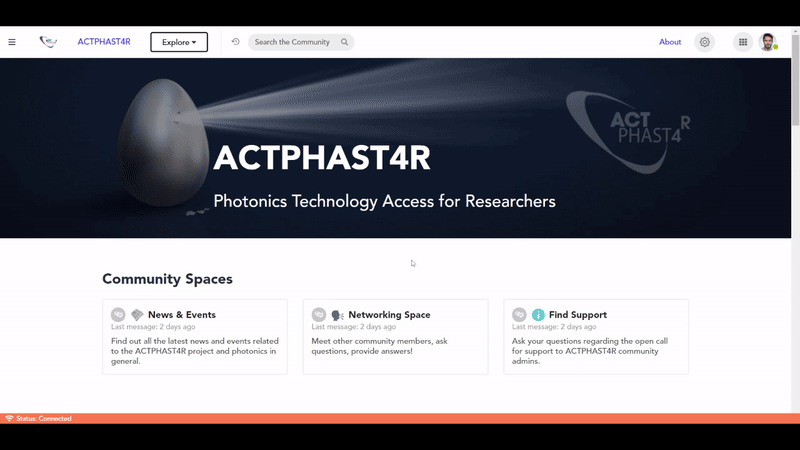 ACTPHAST4R Explore Search the Community About
ACT
PHAST4R
ACTPHAST4R
Photonics Technology Access for Researchers
Community Spaces
News & Events
Last message: 2 days ago
Find out all the latest news and events related
to the ACTPHAST4R project and photonics in
general.
Networking Space
Last message: 2 days ago
Meet other community members, ask
questions, provide answers!
Find Support
Last message: 2 days ago
Ask your questions regarding the open call
for support to ACTPHAST4R community
admins.
Status: Connected